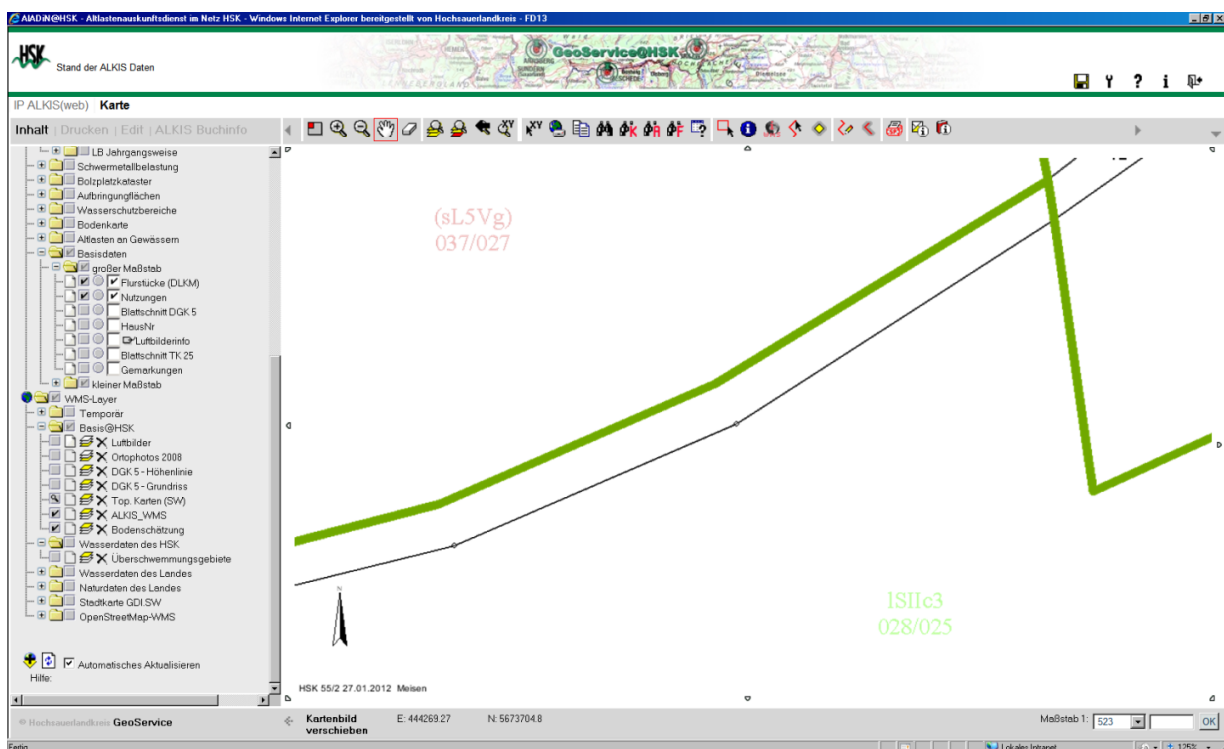 AlADiN@HSK - Altlastenauskunftsdienst im Netz HSK - Windows Internet Explorer bereitgestellt von Hochsauerlandkreis - FD13
HSK
Stand der ALKIS Daten
GeoService@HSK
IP ALKIS(web) Karte
Inhalt | Drucken | Edit | ALKIS Buchinfo
LB Jahrgangsweise
Schwermetallbelastung
Bolzplatzkataster
Aufbringungflächen
Wasserschutzbereiche
Bodenkarte
Altlasten an Gewässern
Basisdaten
großer Maßstab
Flurstücke (DLKM)
Nutzungen
Blattschnitt DGK 5
HausNr
Luftbilderinfo
Blattschnitt TK 25
Gemarkungen
kleiner Maßstab
WMS-Layer
Temporär
Basis@HSK
Luftbilder
Ortophotos 2008
DGK 5 - Höhenlinie
DGK 5 - Grundriss
Top. Karten (SW)
ALKIS_WMS
Bodenschätzung
Wasserdaten des HSK
Überschwemmungsgebiete
Wasserdaten des Landes
Naturdaten des Landes
Stadtkarte GDI.SW
OpenStreetMap-WMS
Automatisches Aktualisieren
Hilfe:
(sL5Vg)
037/027
lSIIc3
028/025
N
HSK 55/2 27.01.2012 Meisen
© Hochsauerlandkreis GeoService
Kartenbild verschieben
E: 444269.27
N: 5673704.8
Maßstab 1: 523
OK
Fertig
Lokales Intranet
125%